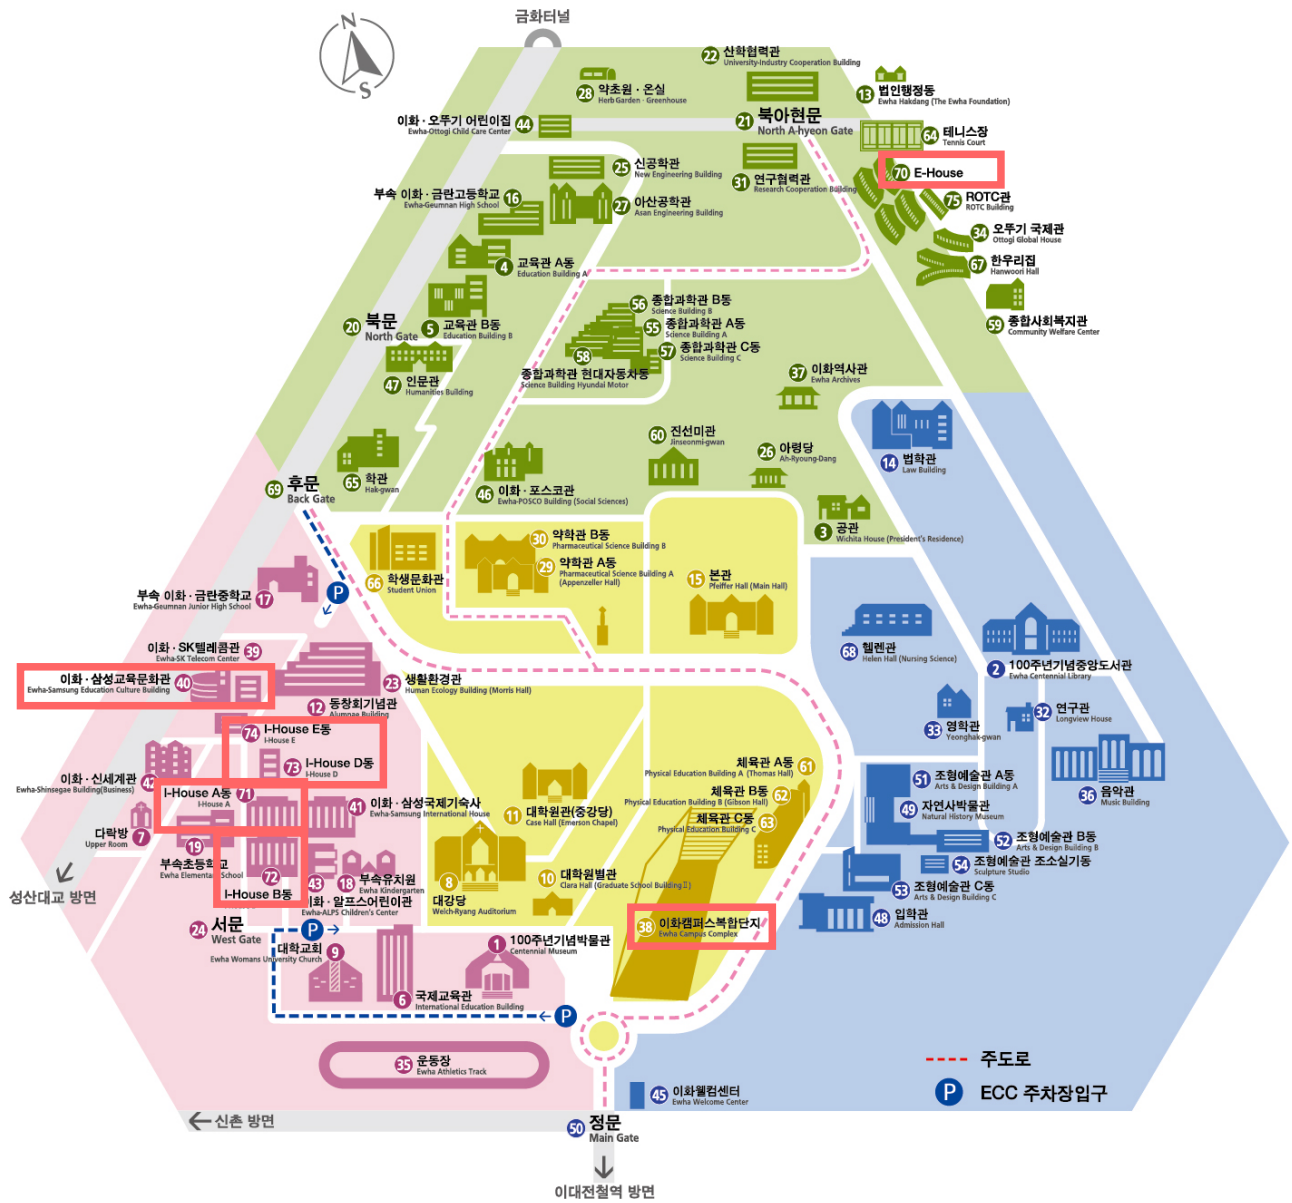 금화터널
N
S
22 산학협력관
University-Industry Cooperation Building
28 약초원 · 온실
Herb Garden · Greenhouse
13 법인행정동
Ewha Hakdang (The Ewha Foundation)
이화 · 오뚜기 어린이집 44
Ewha-Ottogi Child Care Center
21 북아현문
North A-hyeon Gate
64 테니스장
Tennis Court
25 신공학관
New Engineering Building
31 연구협력관
Research Cooperation Building
70 E-House
부속 이화 · 금란고등학교 16
Ewha-Geumnan High School
27 아산공학관
Asan Engineering Building
75 ROTC관
ROTC Building
34 오뚜기 국제관
Ottogi Global House
4 교육관 A동
Education Building A
67 한우리집
Hanwoori Hall
20 북문
North Gate
5 교육관 B동
Education Building B
56 종합과학관 B동
Science Building B
55 종합과학관 A동
Science Building A
57 종합과학관 C동
Science Building C
58
종합과학관 현대자동차동
Science Building Hyundai Motor
59 종합사회복지관
Community Welfare Center
47 인문관
Humanities Building
37 이화역사관
Ewha Archives
60 진선미관
Jinseonmi-gwan
26 아령당
Ah-Ryoung-Dang
14 법학관
Law Building
69 후문
Back Gate
65 학관
Hak-gwan
46 이화 · 포스코관
Ewha-POSCO Building (Social Sciences)
3 공관
Wichita House (President's Residence)
66 학생문화관
Student Union
30 약학관 B동
Pharmaceutical Science Building B
29 약학관 A동
Pharmaceutical Science Building A
(Appenzeller Hall)
15 본관
Pfeiffer Hall (Main Hall)
부속 이화 · 금란중학교 17
Ewha-Geumnan Junior High School
P
이화 · SK텔레콤관 39
Ewha-SK Telecom Center
68 헬렌관
Helen Hall (Nursing Science)
2 100주년기념중앙도서관
Ewha Centennial Library
이화 · 삼성교육문화관 40
Ewha-Samsung Education Culture Building
23 생활환경관
Human Ecology Building (Morris Hall)
12 동창회기념관
Alumnae Building
33 영학관
Yeonghak-gwan
32 연구관
Longview House
74 I-House E동
I-House E
73 I-House D동
I-House D
이화 · 신세계관 42
Ewha-Shinsegae Building(Business)
I-House A동 71
I-House A
41 이화 · 삼성국제기숙사
Ewha-Samsung International House
체육관 A동 61
Physical Education Building A (Thomas Hall)
체육관 B동 62
Physical Education Building B (Gibson Hall)
체육관 C동 63
Physical Education Building C
51 조형예술관 A동
Arts & Design Building A
49 자연사박물관
Natural History Museum
36 음악관
Music Building
11 대학원관(중강당)
Case Hall (Emerson Chapel)
다락방 7
Upper Room
19
부속초등학교
Ewha Elementary School
52 조형예술관 B동
Arts & Design Building B
54 조형예술관 조소실기동
Sculpture Studio
53 조형예술관 C동
Arts & Design Building C
72
I-House B동
43
이화 · 알프스어린이관
Ewha-ALPS Children's Center
18 부속유치원
Ewha Kindergarten
8 대강당
Welch-Ryang Auditorium
10 대학원별관
Clara Hall (Graduate School BuildingⅡ)
성산대교 방면
24 서문
West Gate
P
38 이화캠퍼스복합단지
Ewha Campus Complex
48 입학관
Admission Hall
대학교회 9
Ewha Womans University Church
1 100주년기념박물관
Centennial Museum
6 국제교육관
International Education Building
P
35 운동장
Ewha Athletics Track
주도로
P ECC 주차장입구
45 이화웰컴센터
Ewha Welcome Center
신촌 방면
50 정문
Main Gate
이대전철역 방면